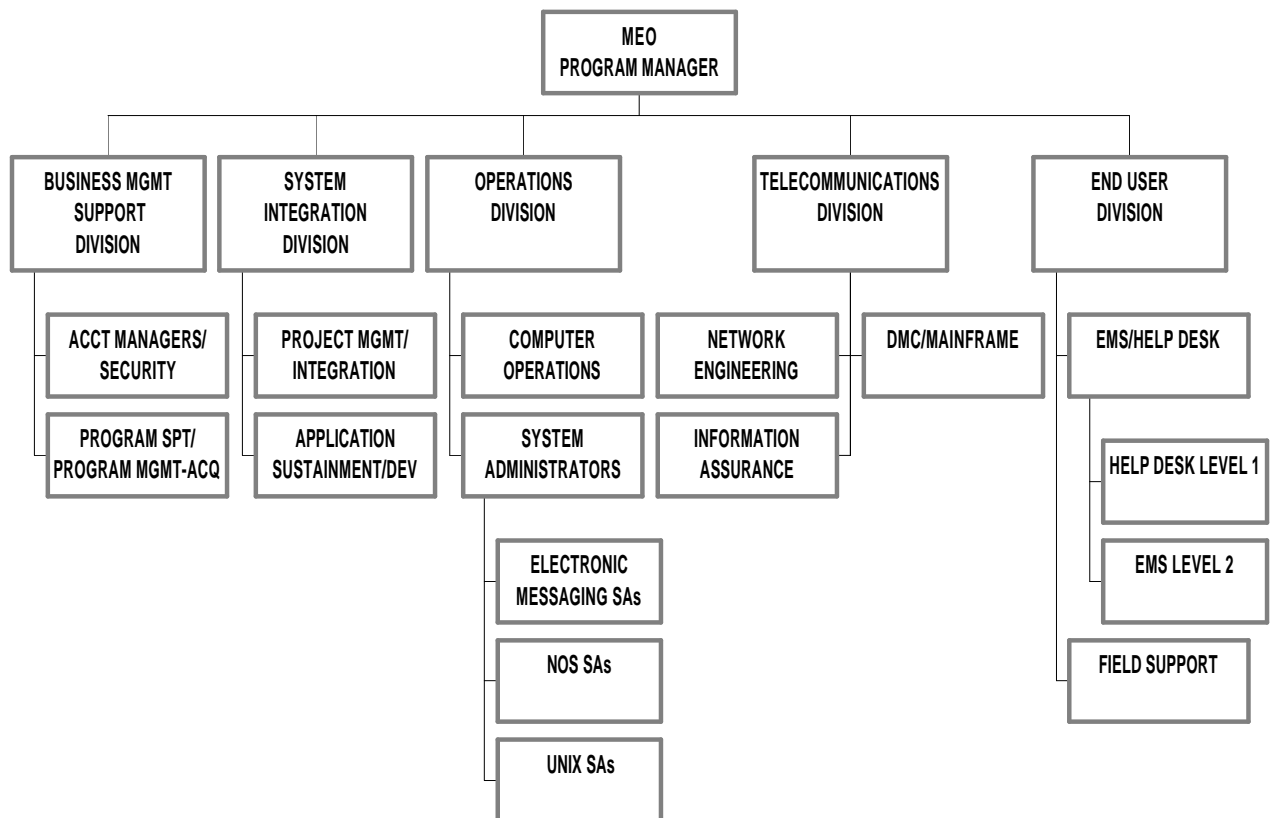 MEO
PROGRAM MANAGER
BUSINESS MGMT
SUPPORT
DIVISION
SYSTEM
INTEGRATION
DIVISION
OPERATIONS
DIVISION
TELECOMMUNICATIONS
DIVISION
END USER
DIVISION
ACCT MANAGERS/
SECURITY
PROJECT MGMT/
INTEGRATION
COMPUTER
OPERATIONS
NETWORK
ENGINEERING
DMC/MAINFRAME
EMS/HELP DESK
PROGRAM SPT/
PROGRAM MGMT-ACQ
APPLICATION
SUSTAINMENT/DEV
SYSTEM
ADMINISTRATORS
INFORMATION
ASSURANCE
HELP DESK LEVEL 1
ELECTRONIC
MESSAGING SAs
EMS LEVEL 2
NOS SAs
FIELD SUPPORT
UNIX SAs